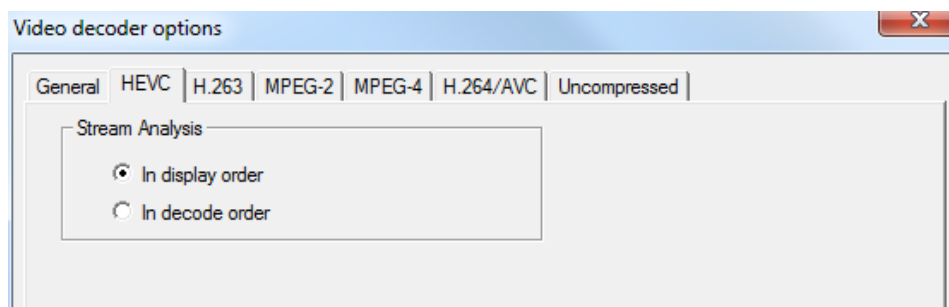 Video decoder options
General HEVC H.263 MPEG-2 MPEG-4 H.264/AVC Uncompressed
Stream Analysis
In display order
In decode order